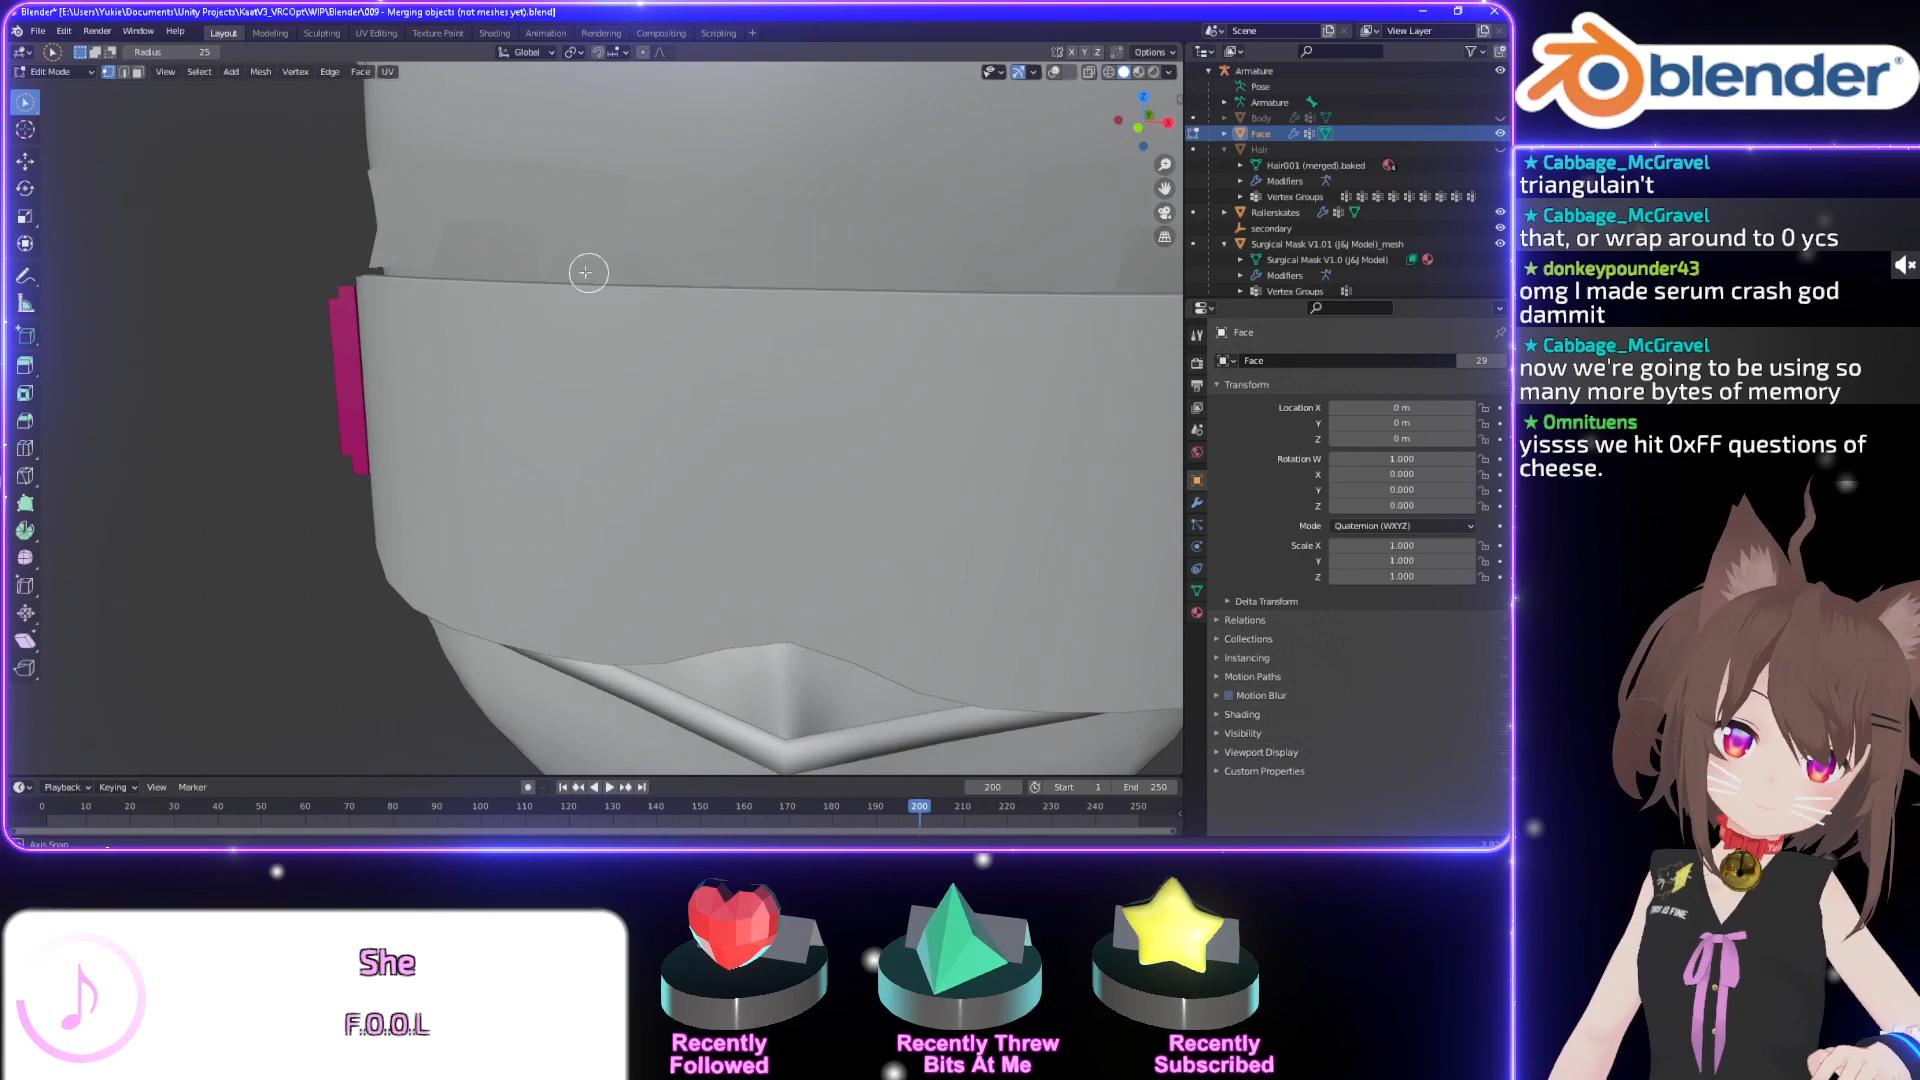 Blender* [E:\Users\Yukie\Documents\Unity Projects\KaatV3_VRCOpt\WIP\Blender\009 - Merging objects (not meshes yet).blend]
File Edit Render Window Help Layout Modeling Sculpting UV Editing Texture Paint Shading Animation Rendering Compositing Scripting +
Scene View Layer
Radius 25 Global X Y Z Options
Edit Mode View Select Add Mesh Vertex Edge Face UV
Armature
Pose
Armature
Body
Face
Hair
Hair001 (merged).baked
Modifiers
Vertex Groups
Rollerskates
secondary
Surgical Mask V1.01 (J&J Model)_mesh
Surgical Mask V1.0 (J&J Model)
Modifiers
Vertex Groups
Z
X
Face
Face 29
Transform
Location X 0 m
Y 0 m
Z 0 m
Rotation W 1.000
X 0.000
Y 0.000
Z 0.000
Mode Quaternion (WXYZ)
Scale X 1.000
Y 1.000
Z 1.000
Delta Transform
Relations
Collections
Instancing
Motion Paths
Motion Blur
Shading
Visibility
Viewport Display
Custom Properties
Playback Keying View Marker 200 Start 1 End 250
0 10 20 30 40 50 60 70 80 90 100 110 120 130 140 150 160 170 180 190 200 210 220 230 240 250
Axis Snap
blender
Cabbage_McGravel
triangulain't
Cabbage_McGravel
that, or wrap around to 0 ycs
donkeypounder43
omg I made serum crash god
dammit
Cabbage_McGravel
now we're going to be using so
many more bytes of memory
Omnituens
yissss we hit 0xFF questions of
cheese.
She
F.O.O.L
Recently
Followed
Recently Threw
Bits At Me
Recently
Subscribed